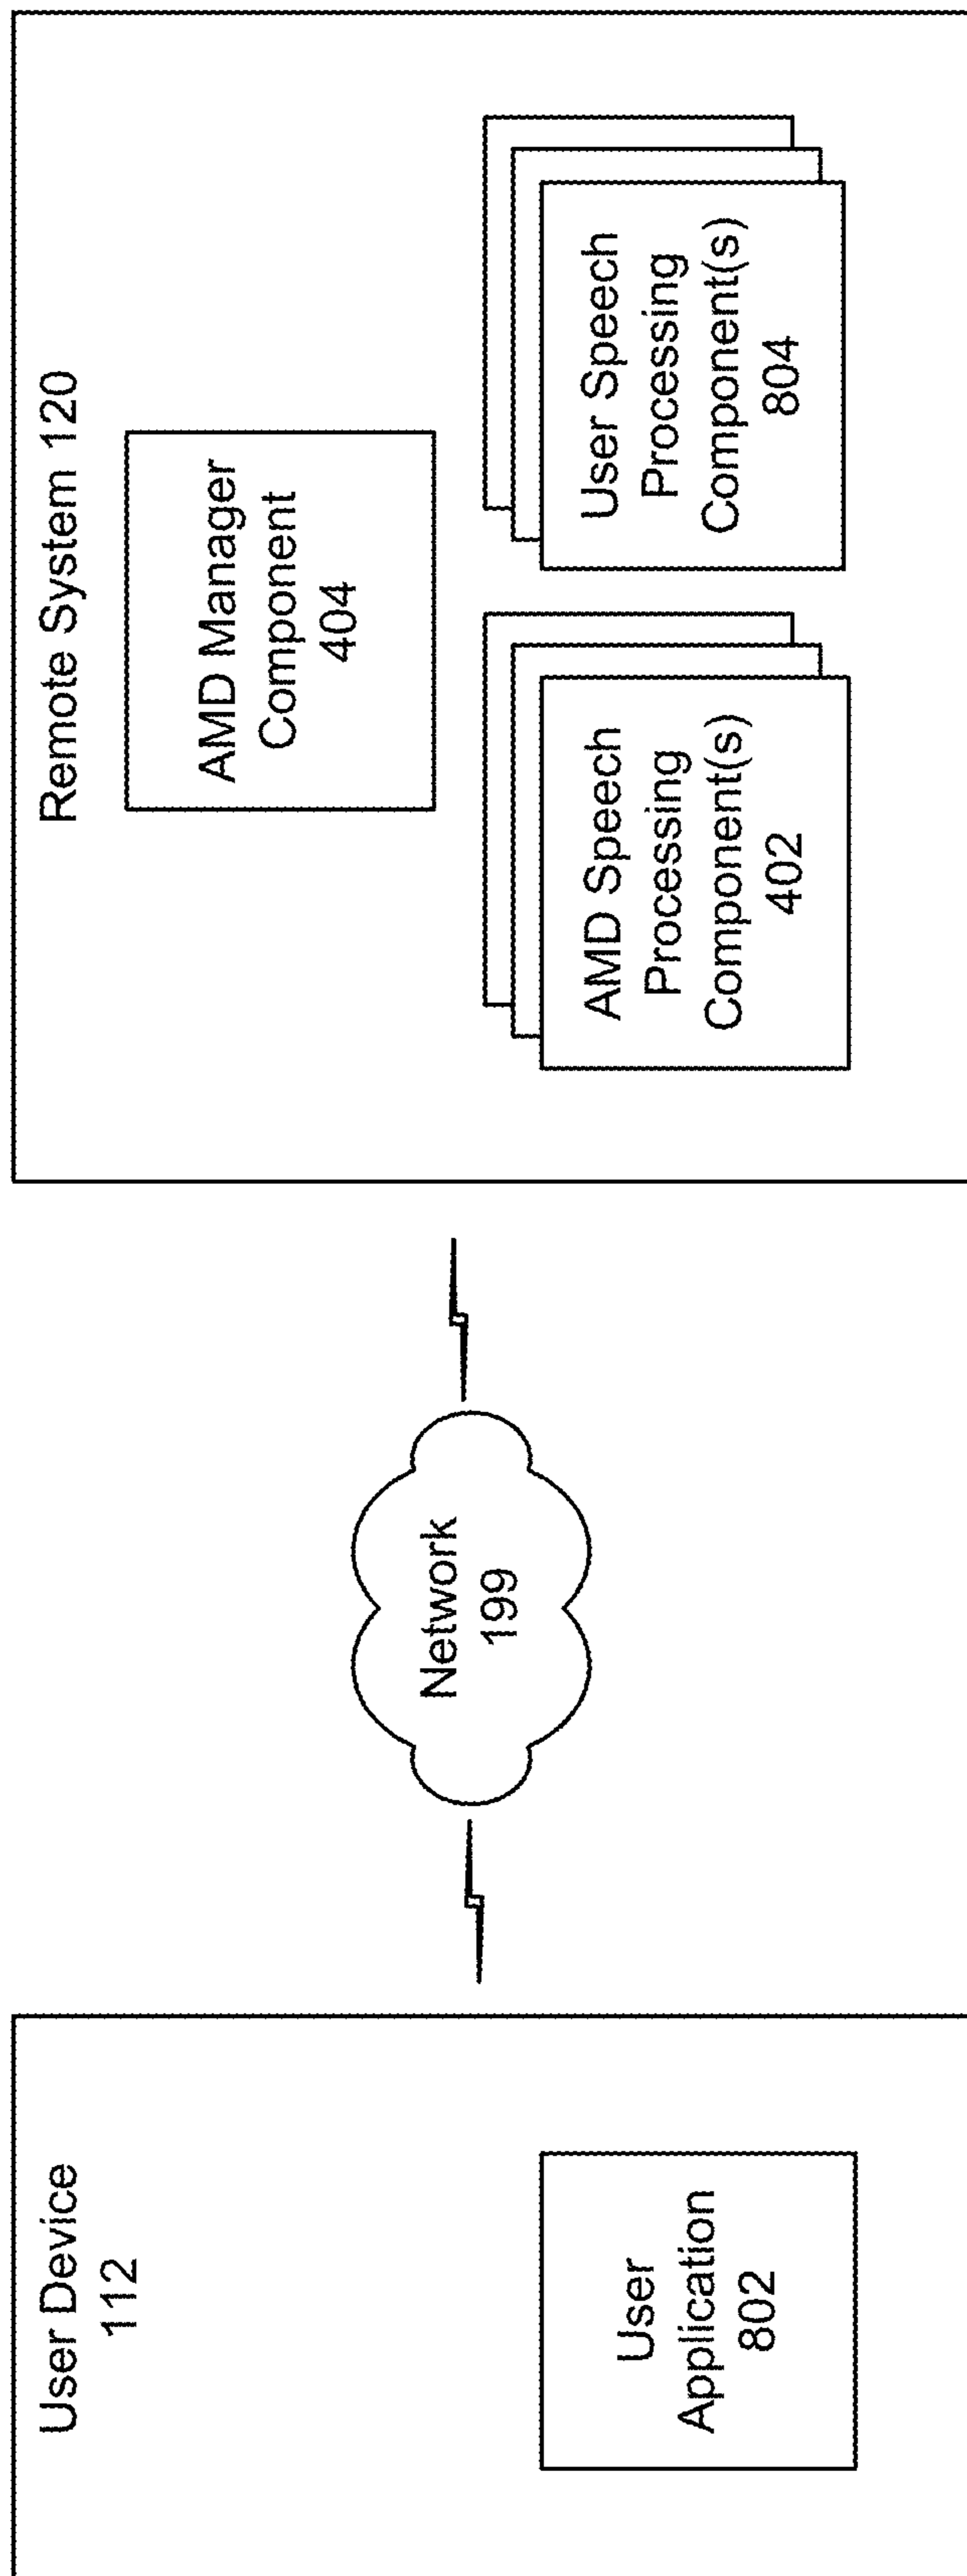 User Device
112
User
Application
802
Network
199
Remote System 120
AMD Manager
Component
404
AMD Speech
Processing
Component(s)
402
User Speech
Processing
Component(s)
804